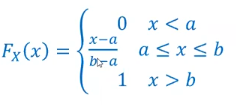 0 x < a
F_X(x) = { x−a / b−a a ≤ x ≤ b
1 x > b